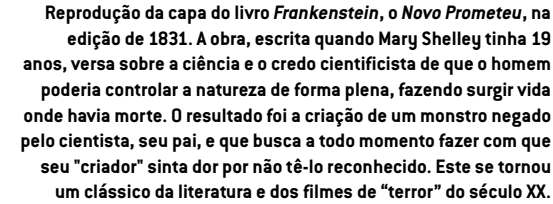 Reprodução da capa do livro Frankenstein, o Novo Prometeu, na
edição de 1831. A obra, escrita quando Mary Shelley tinha 19
anos, versa sobre a ciência e o credo cientificista de que o homem
poderia controlar a natureza de forma plena, fazendo surgir vida
onde havia morte. O resultado foi a criação de um monstro negado
pelo cientista, seu pai, e que busca a todo momento fazer com que
seu "criador" sinta dor por não tê-lo reconhecido. Este se tornou
um clássico da literatura e dos filmes de “terror” do século XX.